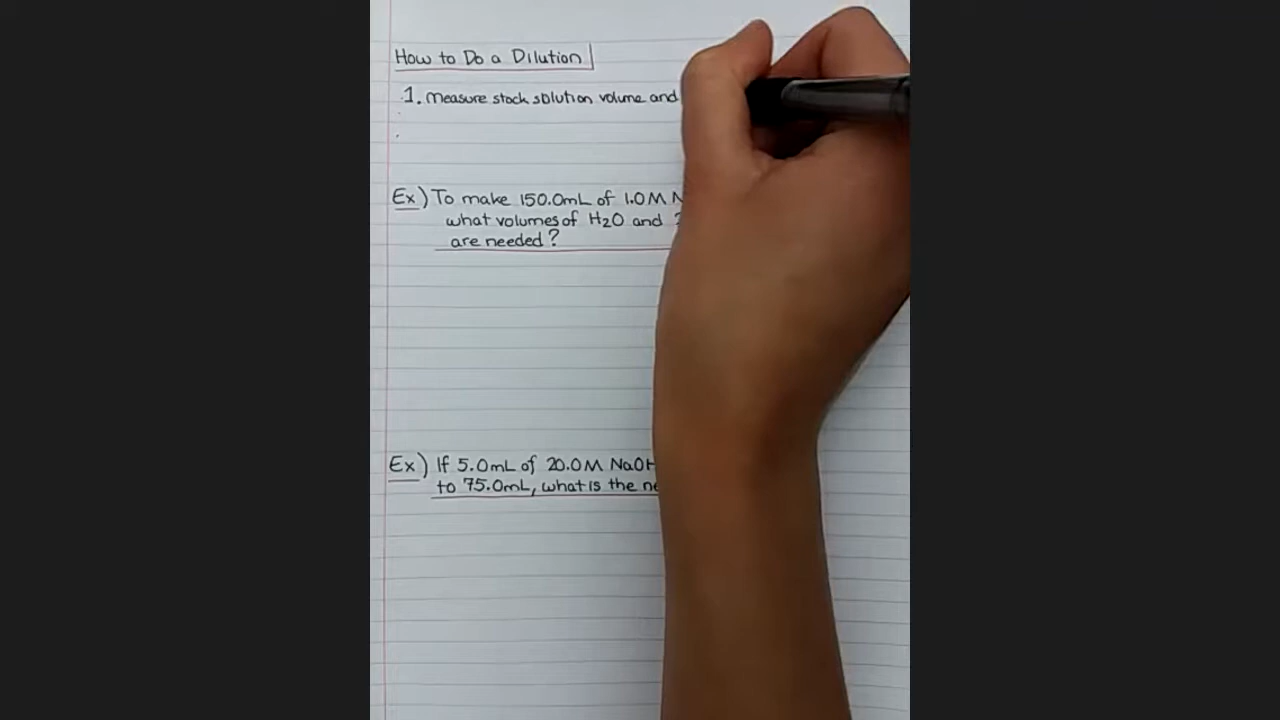 How to Do a Dilution
1. Measure stock solution volume and
Ex) To make 150.0mL of 1.0M
what volumes of H₂O and
are needed?
Ex) If 5.0mL of 20.0M NaOH
to 75.0mL, what is the